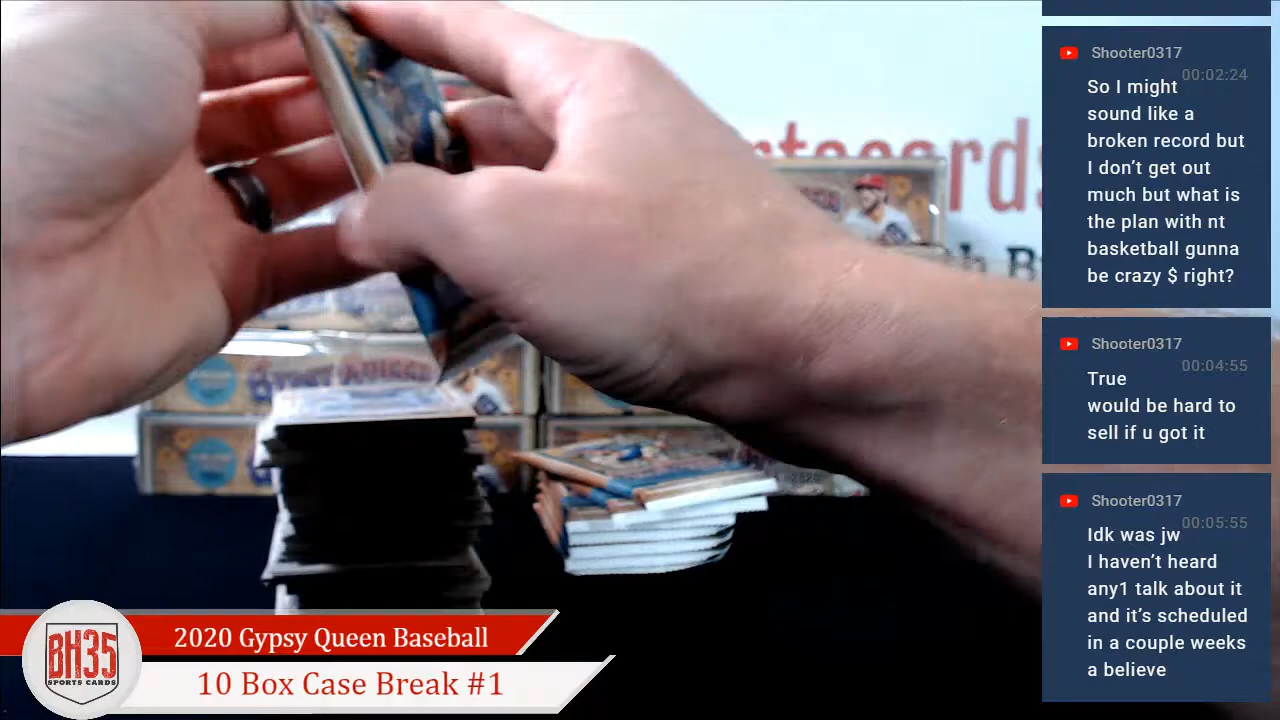 Shooter0317
00:02:24
So I might
sound like a
broken record but
I don't get out
much but what is
the plan with nt
basketball gunna
be crazy $ right?
Shooter0317
00:04:55
True
would be hard to
sell if u got it
Shooter0317
00:05:55
Idk was jw
I haven't heard
any1 talk about it
and it's scheduled
in a couple weeks
a believe
BH35
SPORTS CARDS
2020 Gypsy Queen Baseball
10 Box Case Break #1